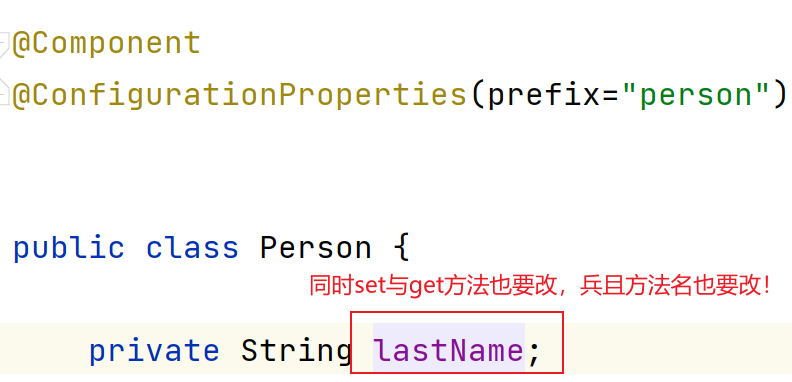 @Component
@ConfigurationProperties(prefix="person")
public class Person {
同时set与get方法也要改，兵且方法名也要改！
private String lastName;